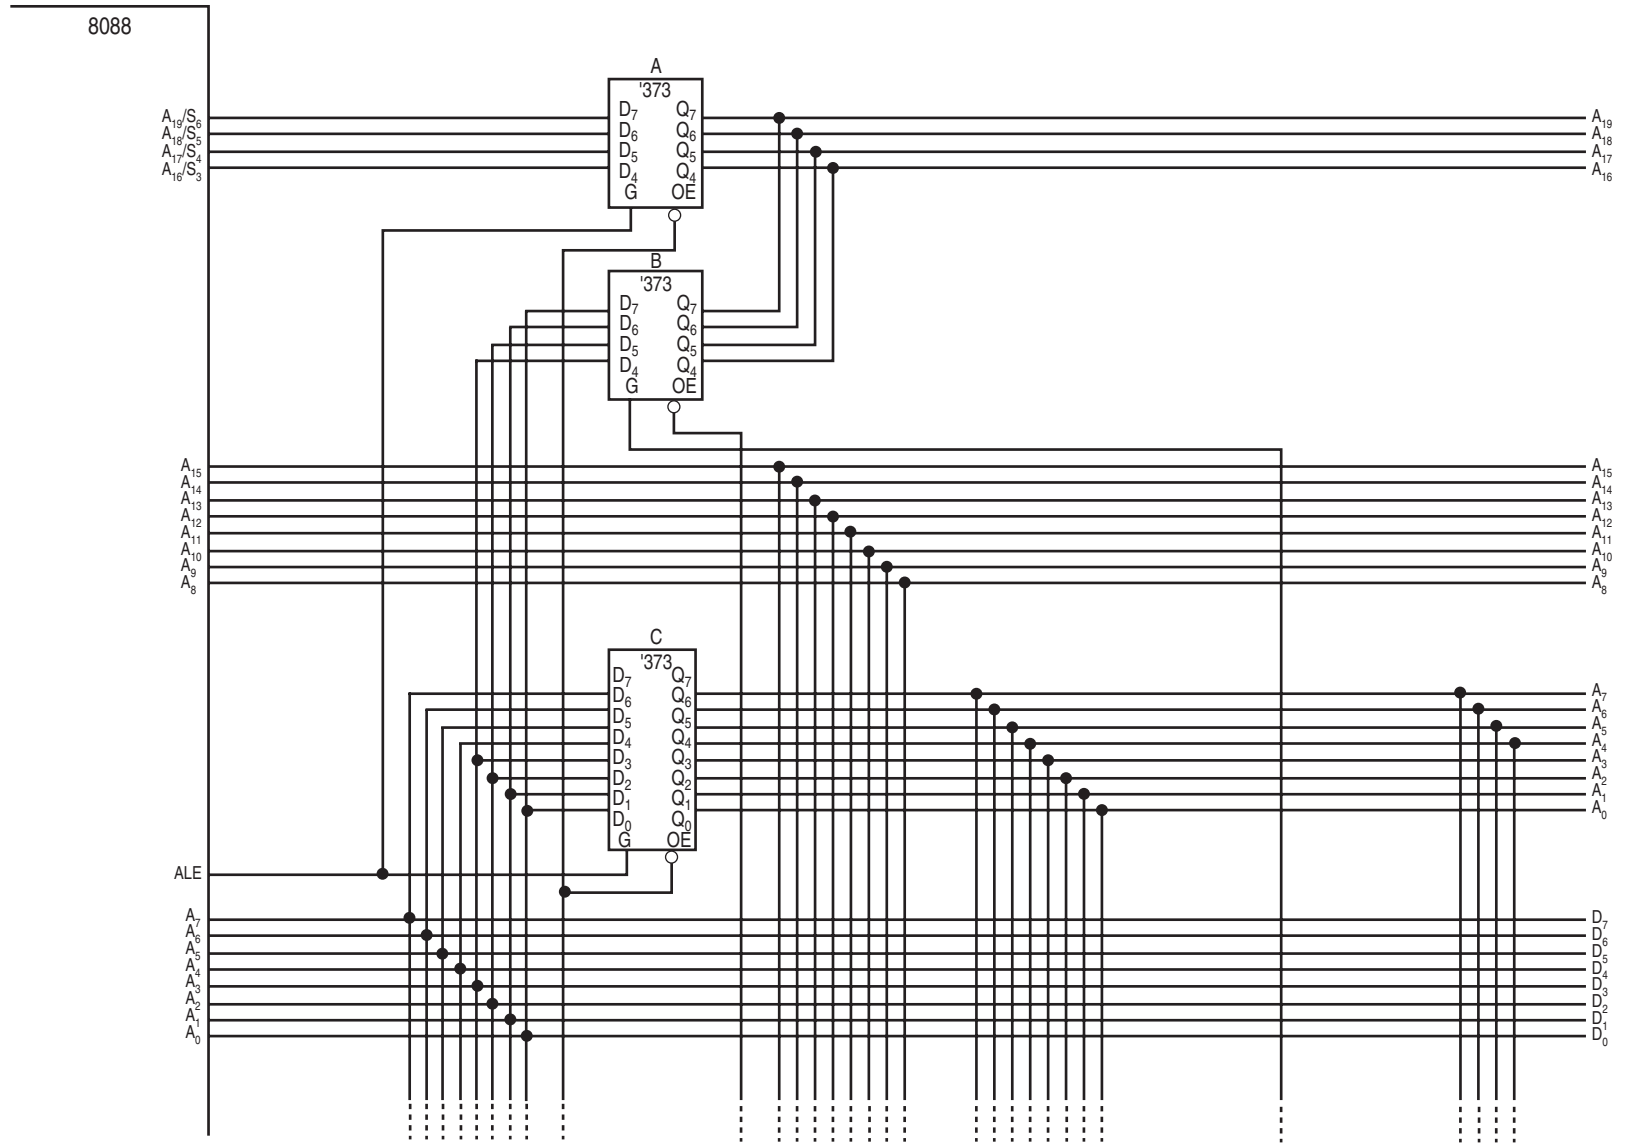 8088
A
'373
A₁₉/S₆ D₇ Q₇ A₁₉
A₁₈/S₅ D₆ Q₆ A₁₈
A₁₇/S₄ D₅ Q₅ A₁₇
A₁₆/S₃ D₄ Q₄ A₁₆
G OE
B
'373
D₇ Q₇
D₆ Q₆
D₅ Q₅
D₄ Q₄
G OE
A₁₅ A₁₅
A₁₄ A₁₄
A₁₃ A₁₃
A₁₂ A₁₂
A₁₁ A₁₁
A₁₀ A₁₀
A₉ A₉
A₈ A₈
C
'373
D₇ Q₇ A₇
D₆ Q₆ A₆
D₅ Q₅ A₅
D₄ Q₄ A₄
D₃ Q₃ A₃
D₂ Q₂ A₂
D₁ Q₁ A₁
D₀ Q₀ A₀
G OE
ALE
A₇ D₇
A₆ D₆
A₅ D₅
A₄ D₄
A₃ D₃
A₂ D₂
A₁ D₁
A₀ D₀